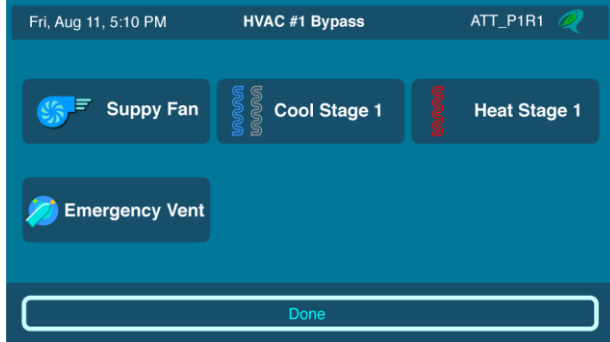 Fri, Aug 11, 5:10 PM HVAC #1 Bypass ATT_P1R1
Suppy Fan Cool Stage 1 Heat Stage 1
Emergency Vent
Done